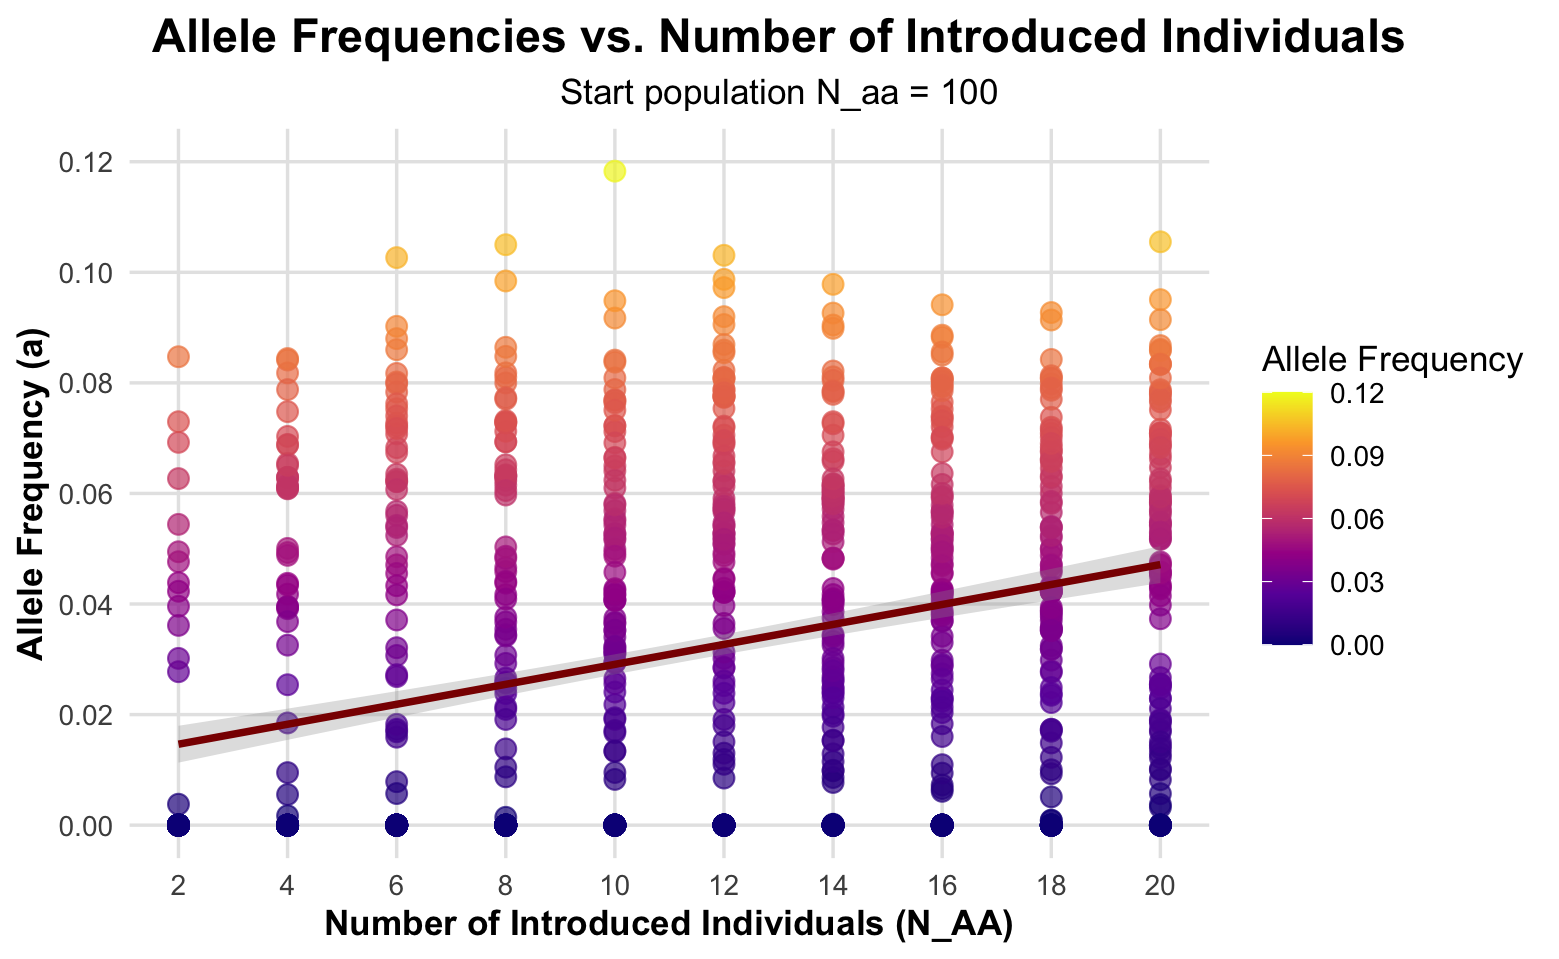 Allele Frequencies vs. Number of Introduced Individuals
Start population N_aa = 100
Allele Frequency (a)
0.12
0.10
0.08
0.06
0.04
0.02
0.00
2 4 6 8 10 12 14 16 18 20
Number of Introduced Individuals (N_AA)
Allele Frequency
0.12
0.09
0.06
0.03
0.00